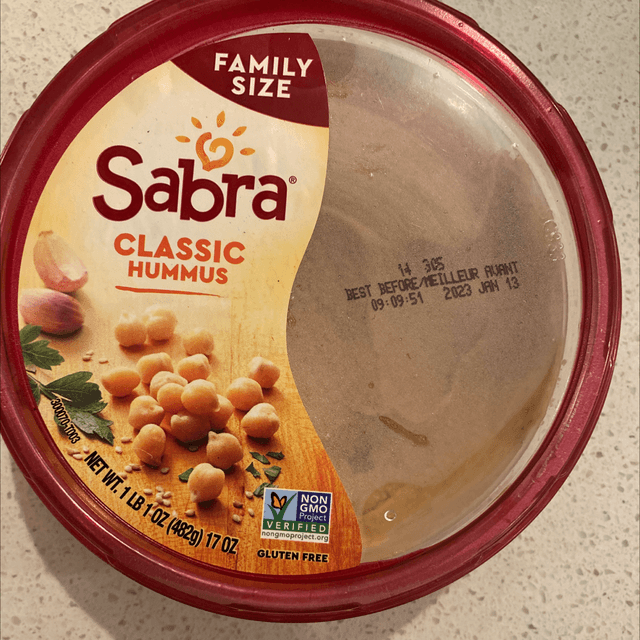 FAMILY
SIZE
Sabra®
CLASSIC
HUMMUS
14 305
BEST BEFORE/MEILLEUR AVANT
09:09:51 2023 JAN 13
NET WT. 1 LB 1 OZ (482g) 17 OZ
NON
GMO
Project
VERIFIED
nongmoproject.org
GLUTEN FREE